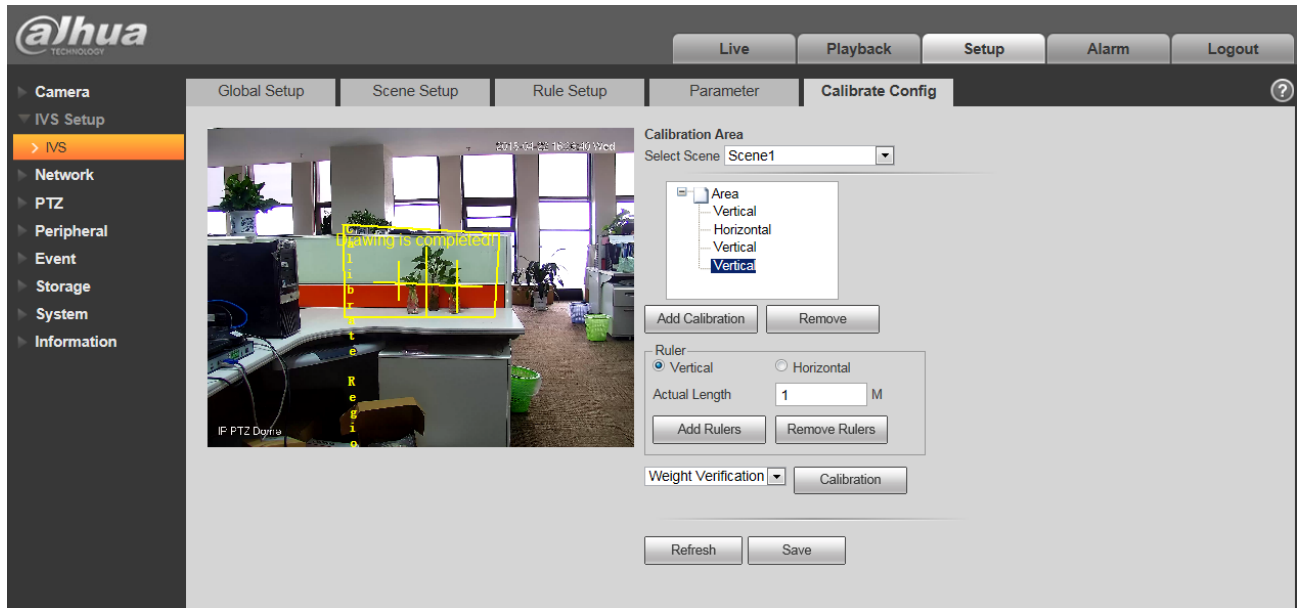 alhua
TECHNOLOGY
Live
Playback
Setup
Alarm
Logout
Camera
IVS Setup
IVS
Network
PTZ
Peripheral
Event
Storage
System
Information
Global Setup
Scene Setup
Rule Setup
Parameter
Calibrate Config
?
Wed
Drawing is completed!
Calibrate Regio
IP PTZ Dome
Calibration Area
Select Scene Scene1
Area
Vertical
Horizontal
Vertical
Vertical
Add Calibration
Remove
Ruler
Vertical
Horizontal
Actual Length 1 M
Add Rulers
Remove Rulers
Weight Verification
Calibration
Refresh
Save